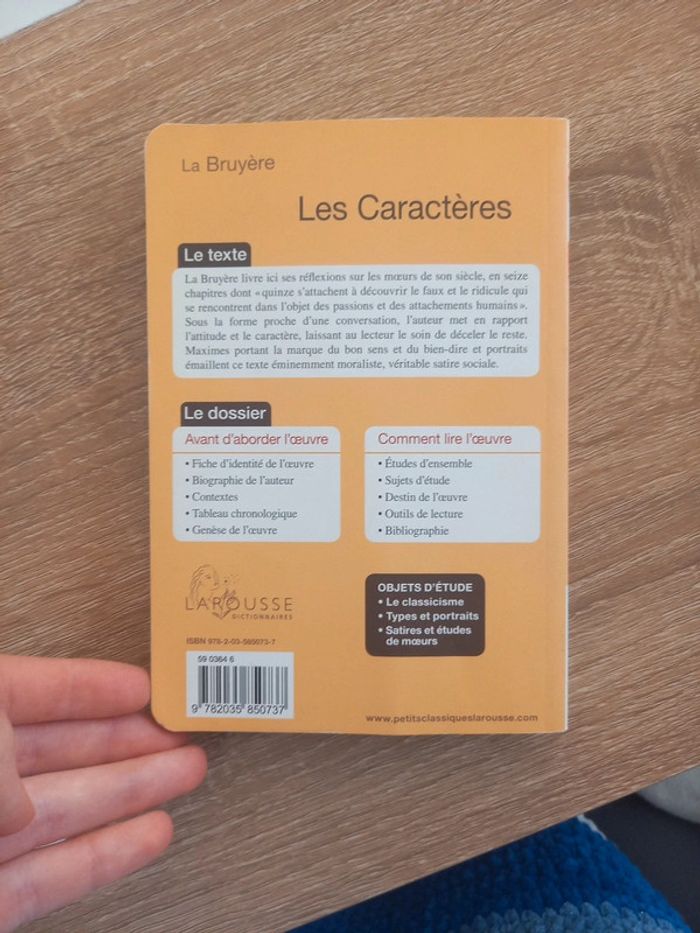 La Bruyère
Les Caractères
Le texte
La Bruyère livre ici ses réflexions sur les mœurs de son siècle, en seize
chapitres dont « quinze s'attachent à découvrir le faux et le ridicule qui
se rencontrent dans l'objet des passions et des attachements humains ».
Sous la forme proche d'une conversation, l'auteur met en rapport
l'attitude et le caractère, laissant au lecteur le soin de déceler le reste.
Maximes portant la marque du bon sens et du bien-dire et portraits
émaillent ce texte éminemment moraliste, véritable satire sociale.
Le dossier
Avant d'aborder l'œuvre
• Fiche d'identité de l'œuvre
• Biographie de l'auteur
• Contextes
• Tableau chronologique
• Genèse de l'œuvre
Comment lire l'œuvre
• Études d'ensemble
• Sujets d'étude
• Destin de l'œuvre
• Outils de lecture
• Bibliographie
LAROUSSE
DICTIONNAIRES
OBJETS D'ÉTUDE
• Le classicisme
• Types et portraits
• Satires et études
de mœurs
ISBN 978-2-03-585073-7
59 0364 6
9 782035 850737
www.petitsclassiqueslarousse.com